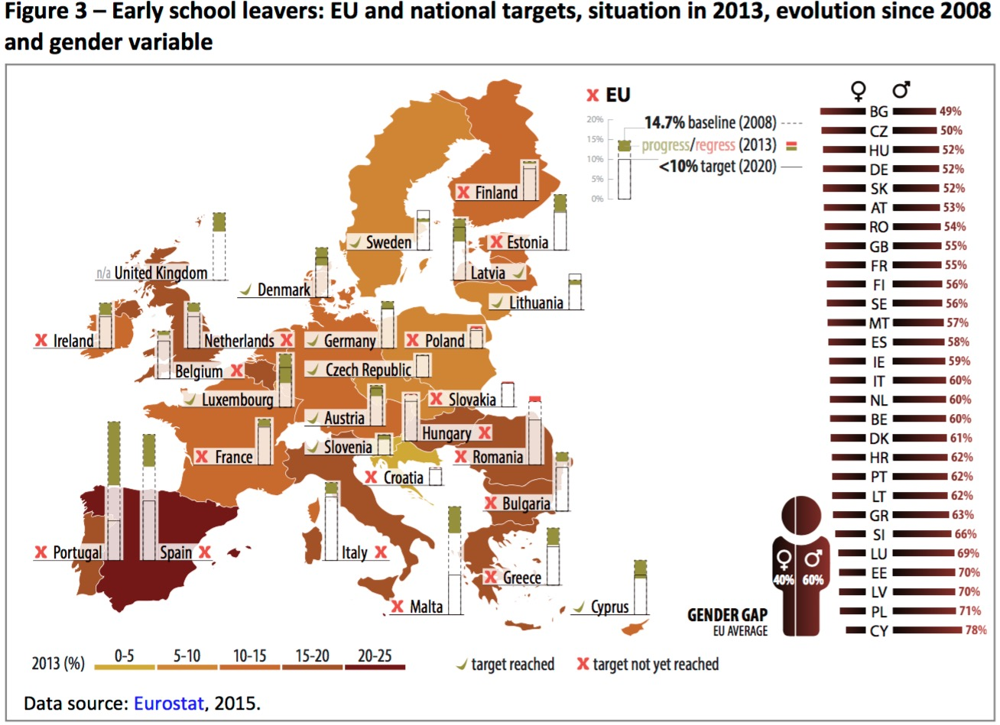 Figure 3 – Early school leavers: EU and national targets, situation in 2013, evolution since 2008
and gender variable
EU
20%
15%
10%
5%
0%
14.7% baseline (2008)
progress/regress (2013)
<10% target (2020)
Finland
Sweden
Estonia
n/a United Kingdom
Latvia
Denmark
Lithuania
Ireland
Netherlands
Germany
Poland
Belgium
Czech Republic
Luxembourg
Slovakia
Austria
Hungary
Slovenia
France
Romania
Croatia
Bulgaria
Portugal
Spain
Italy
Greece
Malta
Cyprus
♀ ♂
BG 49%
CZ 50%
HU 52%
DE 52%
SK 52%
AT 53%
RO 54%
GB 55%
FR 55%
FI 56%
SE 56%
MT 57%
ES 58%
IE 59%
IT 60%
NL 60%
BE 60%
DK 61%
HR 62%
PT 62%
LT 62%
GR 63%
SI 66%
LU 69%
EE 70%
LV 70%
PL 71%
CY 78%
♀ ♂
40% 60%
GENDER GAP
EU AVERAGE
2013 (%) 0-5 5-10 10-15 15-20 20-25
target reached
target not yet reached
Data source: Eurostat, 2015.